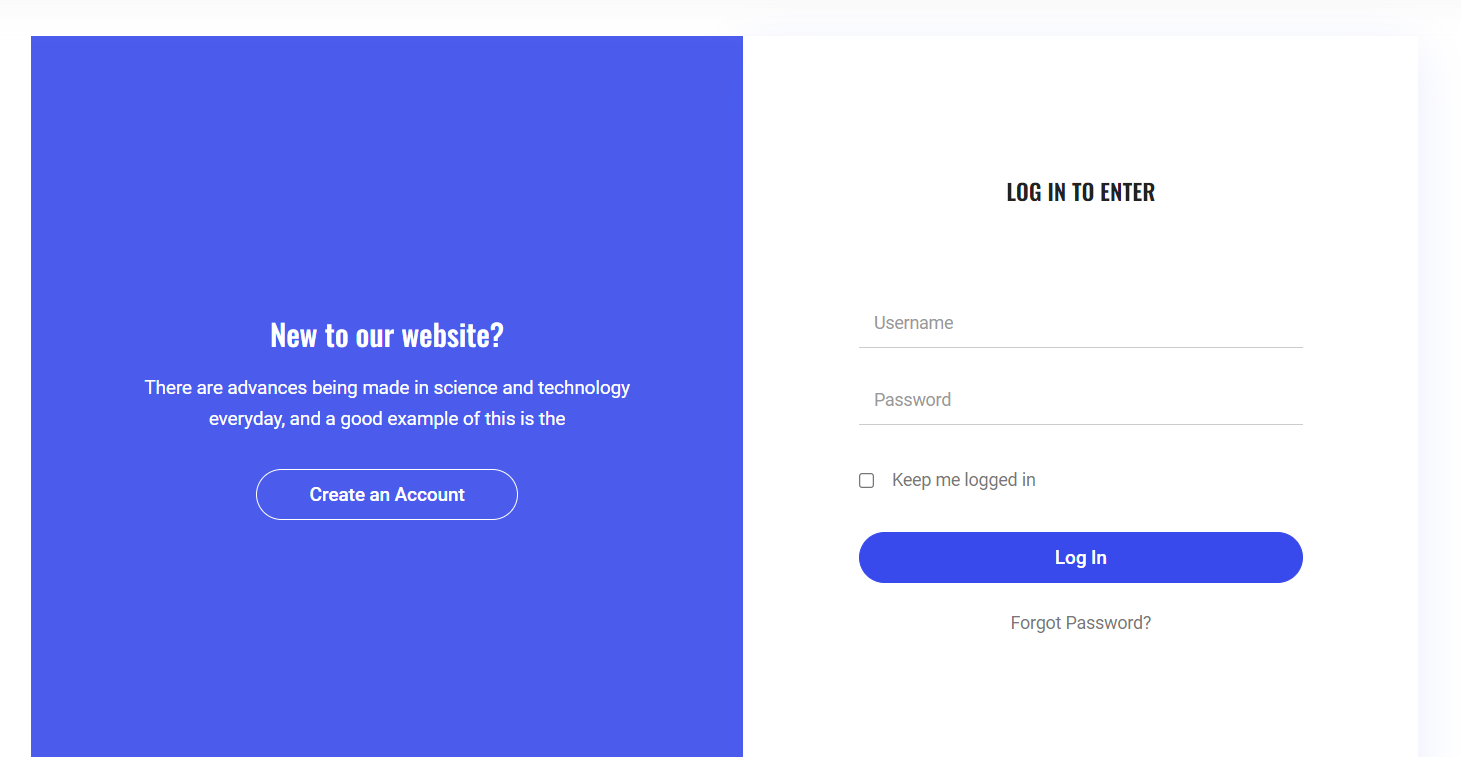 New to our website?
There are advances being made in science and technology
everyday, and a good example of this is the
Create an Account
LOG IN TO ENTER
Username
Password
Keep me logged in
Log In
Forgot Password?